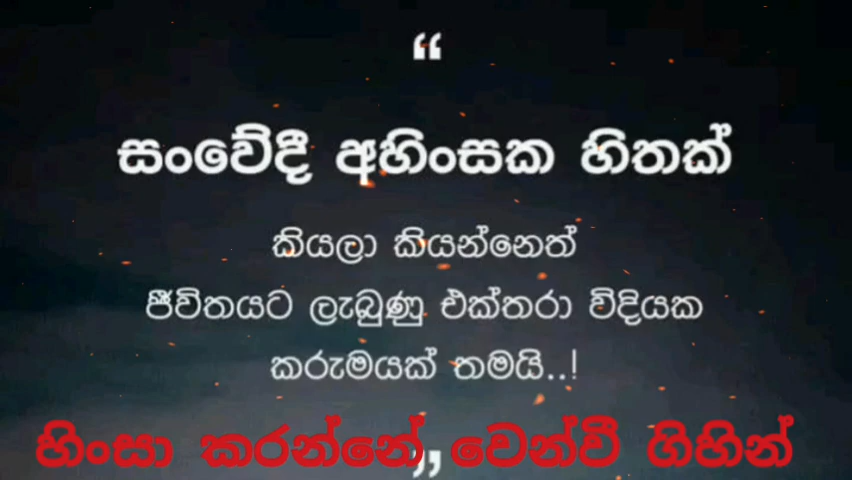 “
සංවේදී අහිංසක හිතක්
කියලා කියන්නෙත්
ජීවිතයට ලැබුණු එක්තරා විදියක
කරුමයක් තමයි..!
”
හිංසා කරන්නේ වෙන්වී ගිහින්